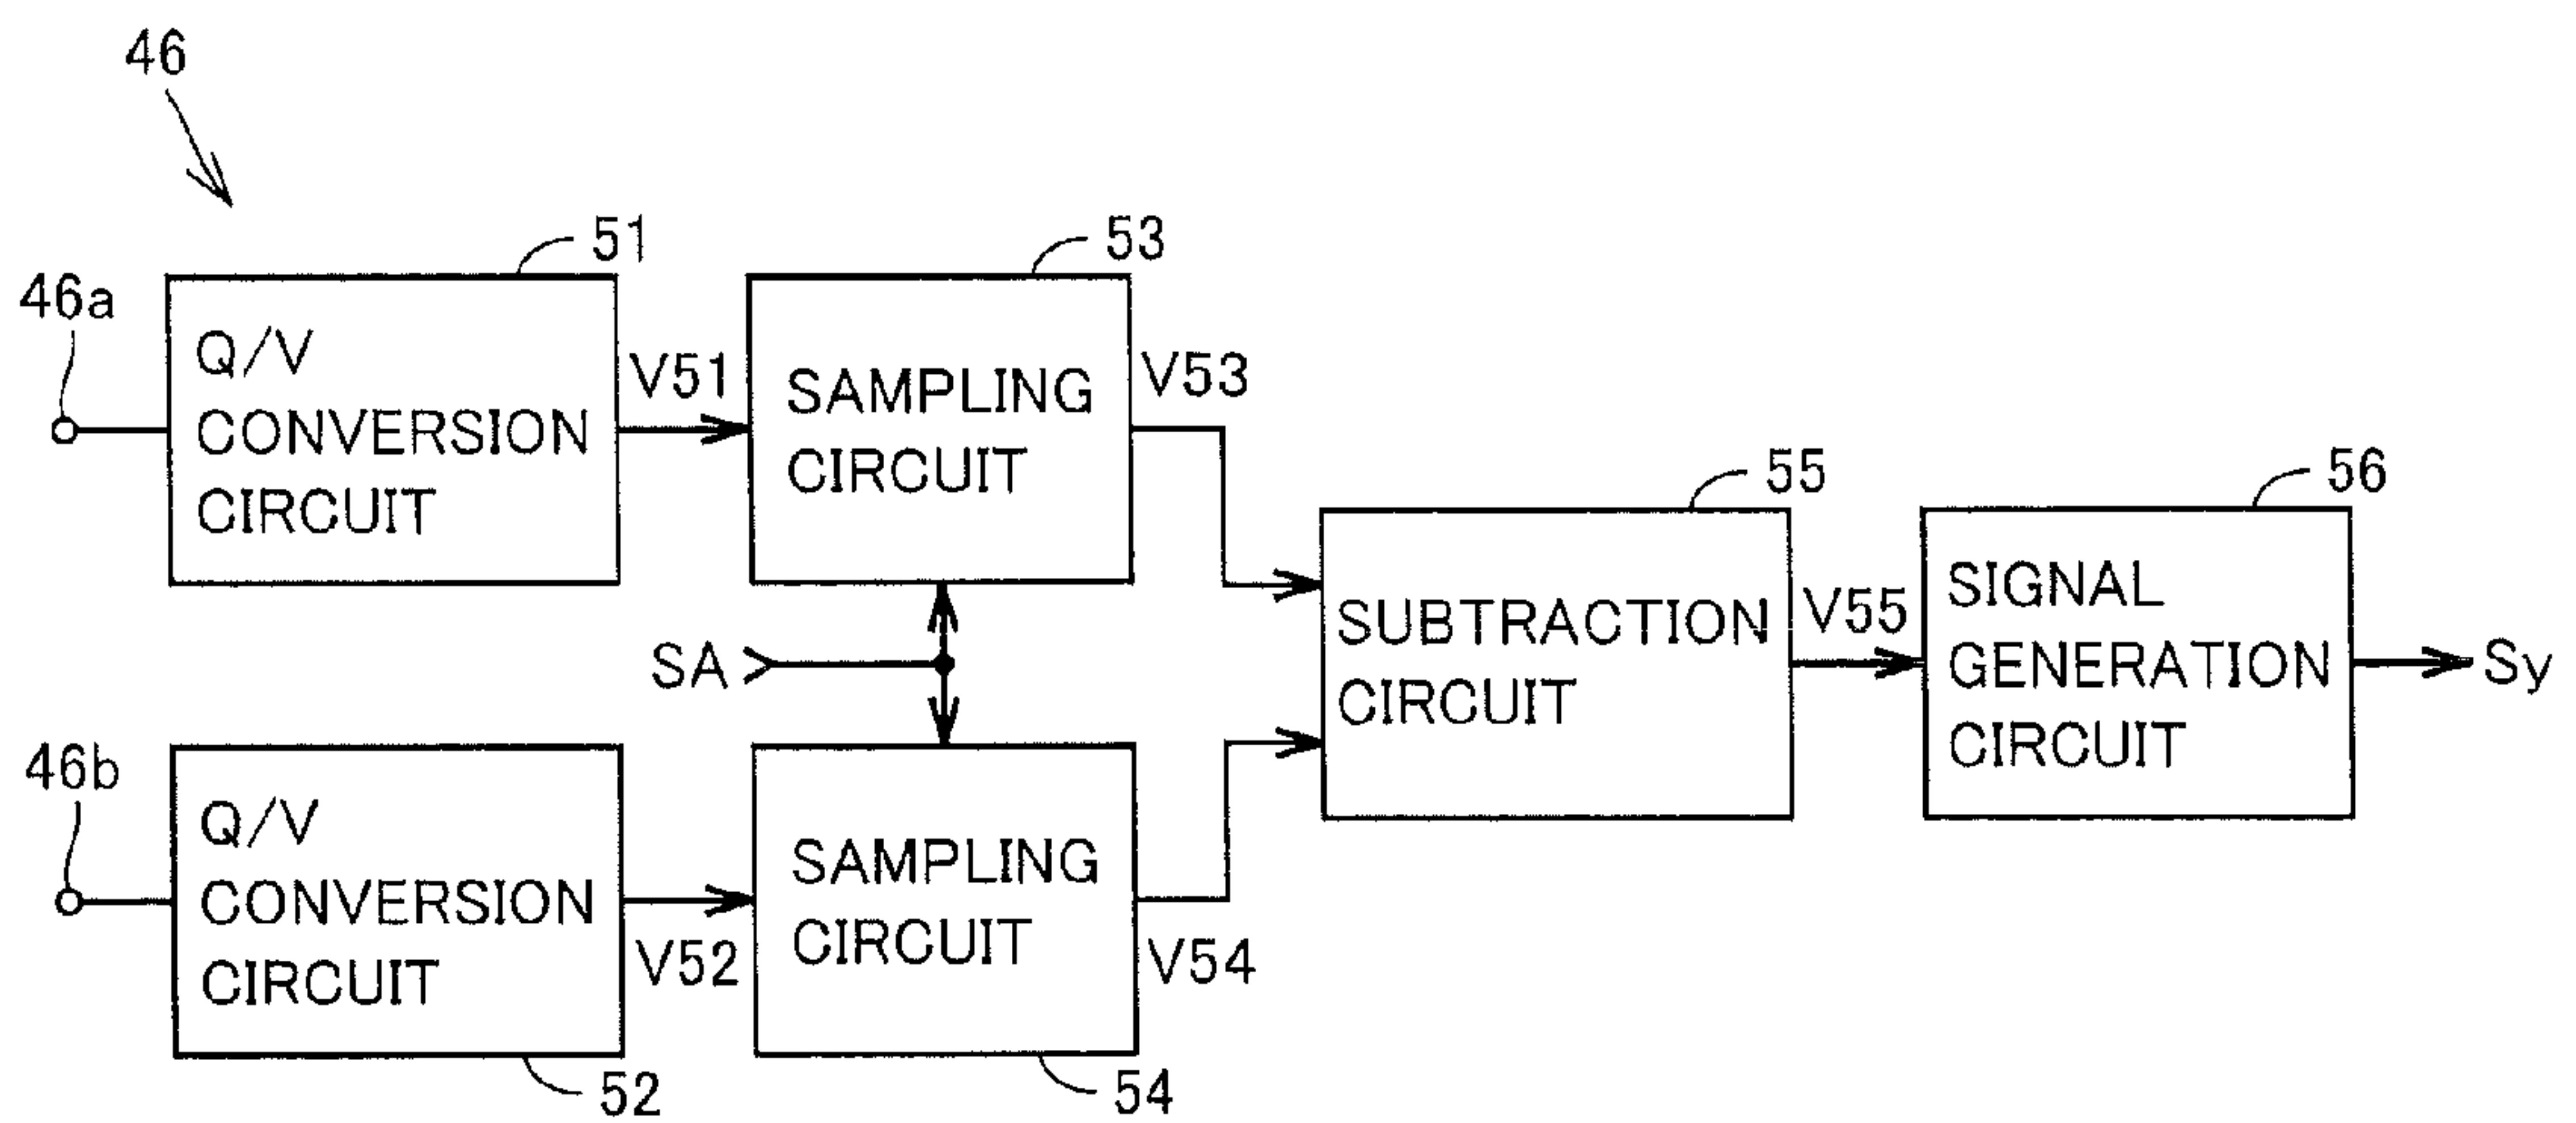 46
51
53
46a
Q/V
CONVERSION
CIRCUIT
V51
SAMPLING
CIRCUIT
V53
SA
55
56
SUBTRACTION
CIRCUIT
V55
SIGNAL
GENERATION
CIRCUIT
Sy
46b
Q/V
CONVERSION
CIRCUIT
V52
SAMPLING
CIRCUIT
V54
52
54